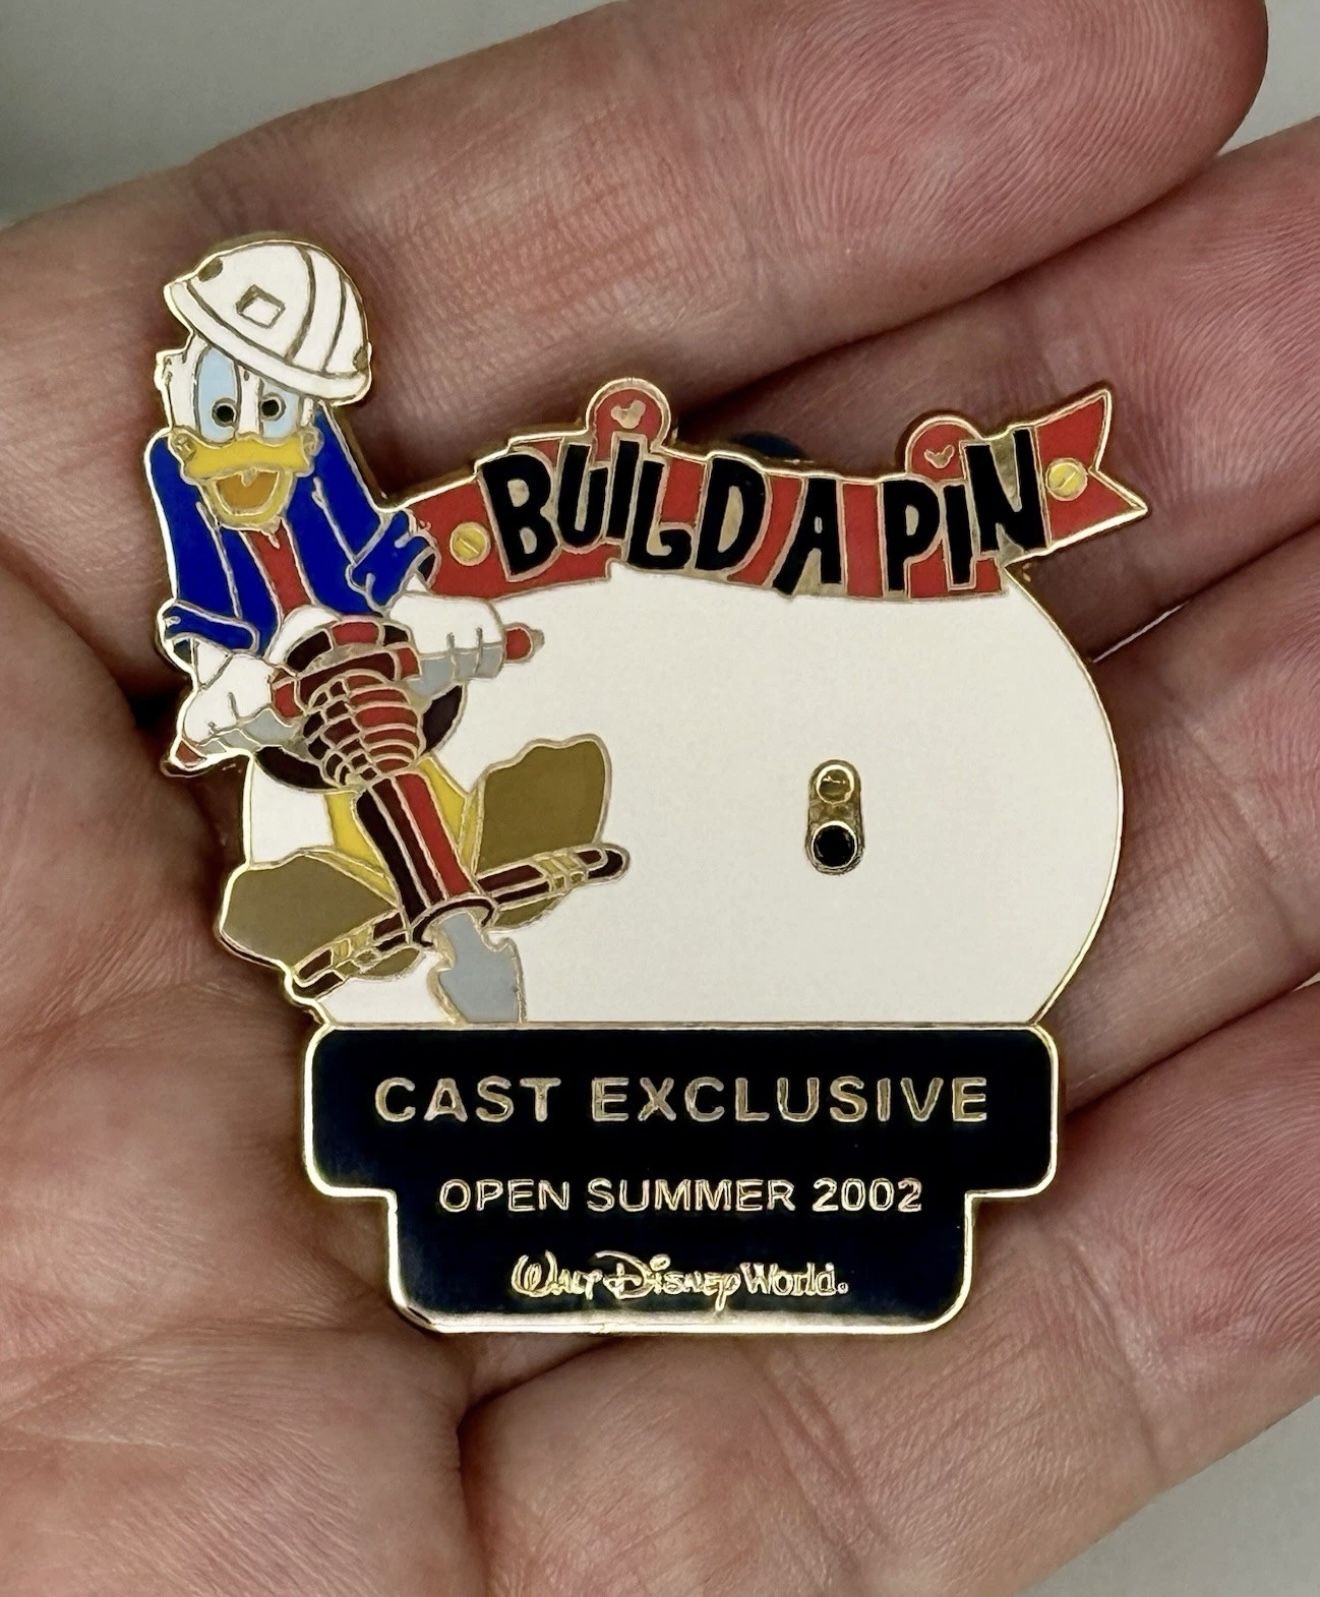 BUILD A PIN
CAST EXCLUSIVE
OPEN SUMMER 2002
Walt Disney World.